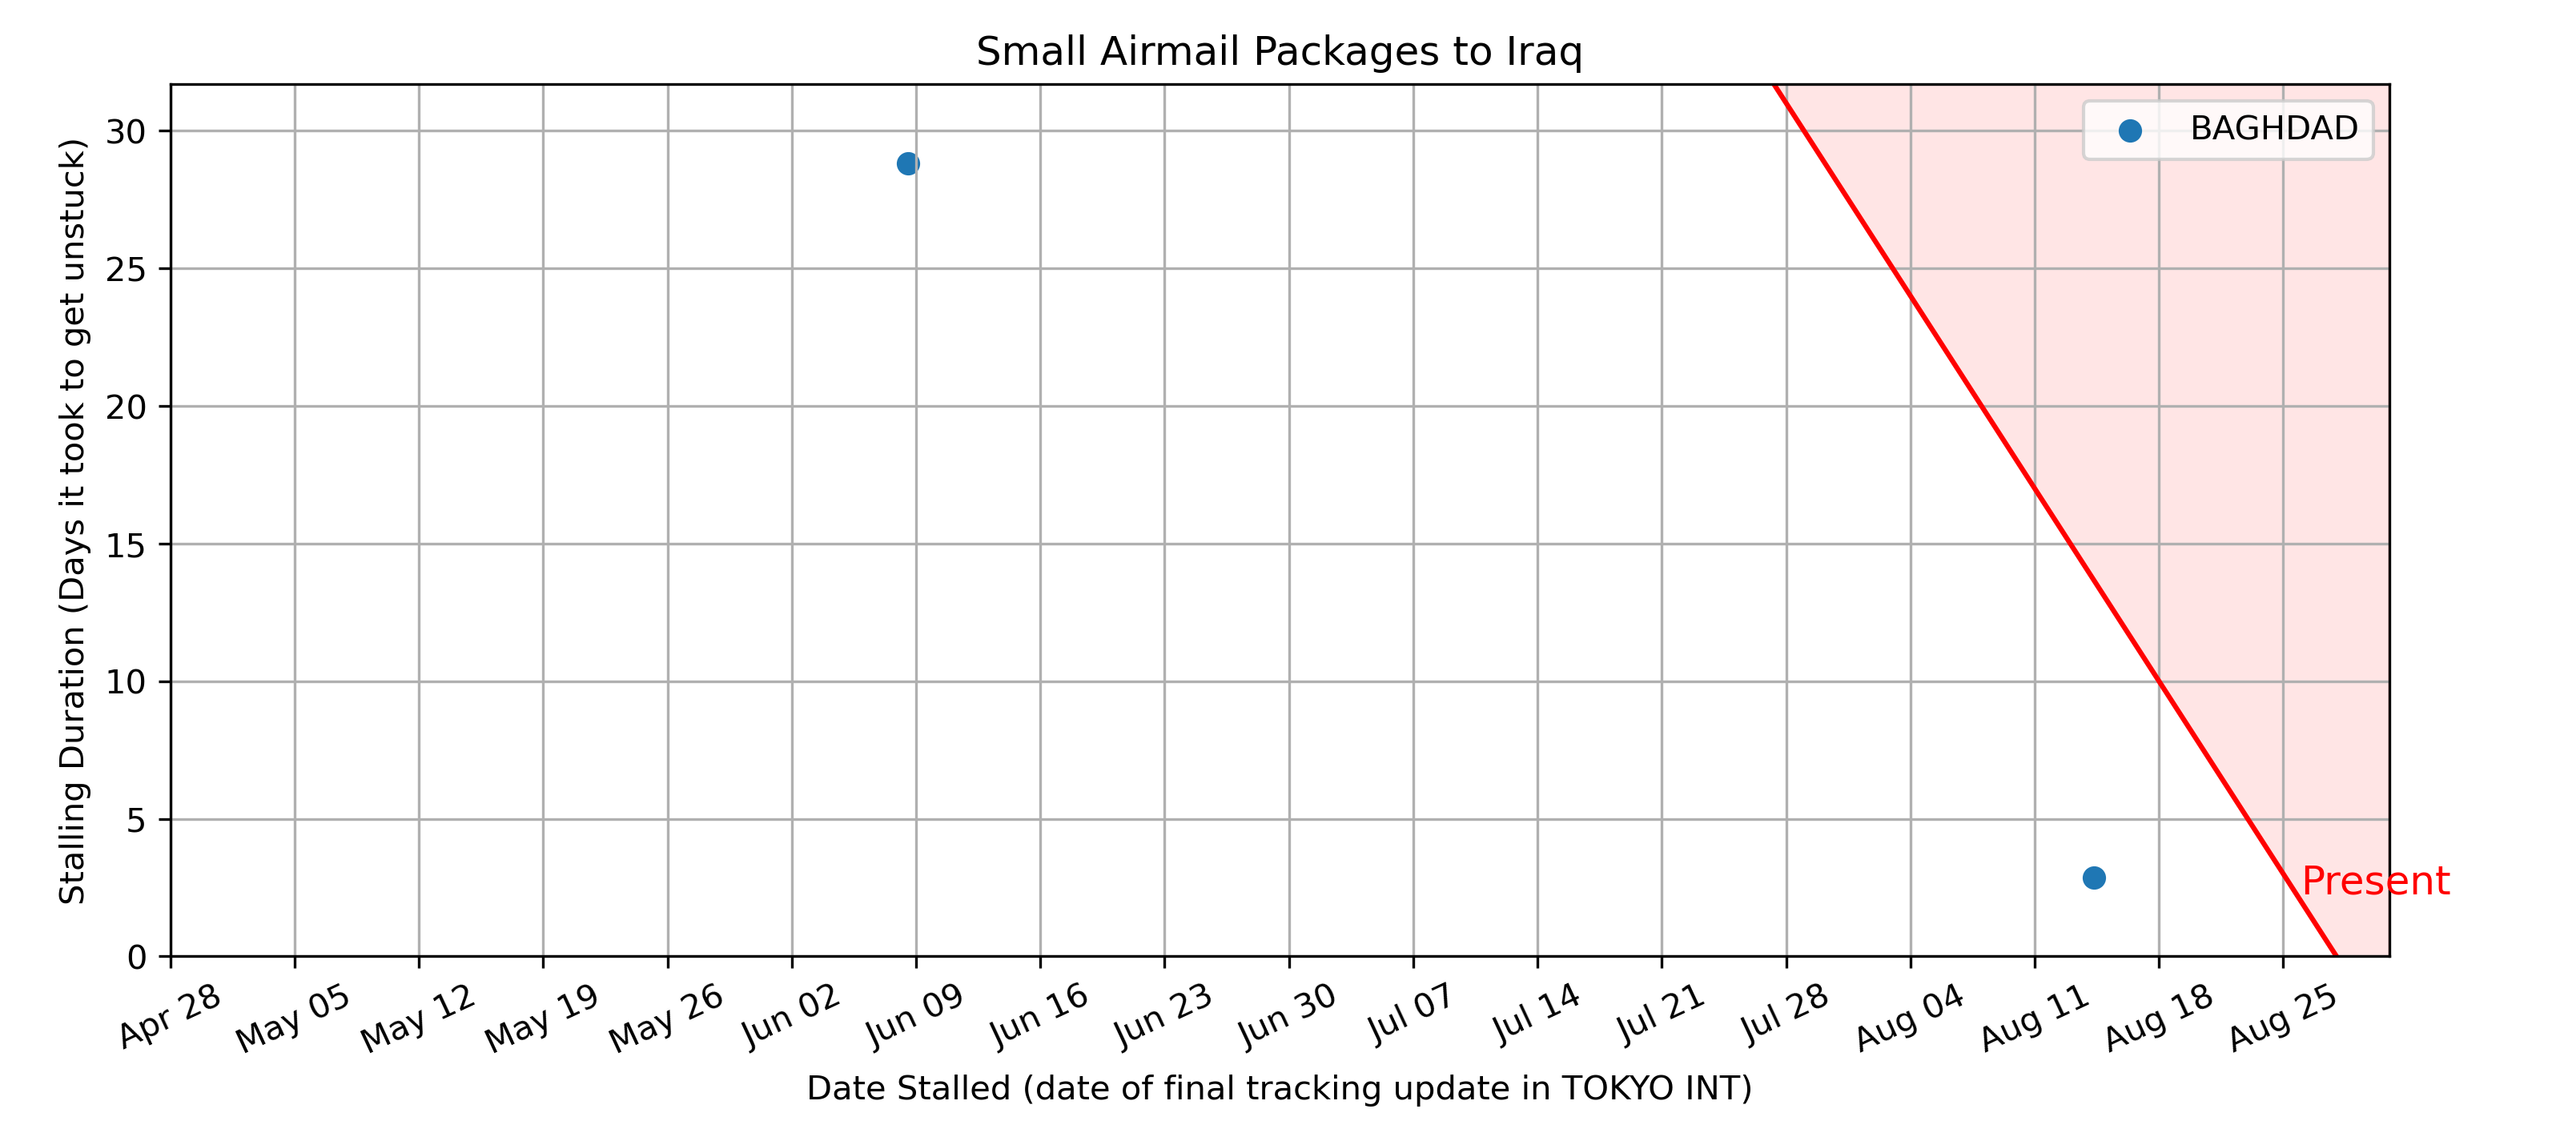 Small Airmail Packages to Iraq
BAGHDAD
Stalling Duration (Days it took to get unstuck)
30
25
20
15
10
5
0
Present
Apr 28
May 05
May 12
May 19
May 26
Jun 02
Jun 09
Jun 16
Jun 23
Jun 30
Jul 07
Jul 14
Jul 21
Jul 28
Aug 04
Aug 11
Aug 18
Aug 25
Date Stalled (date of final tracking update in TOKYO INT)